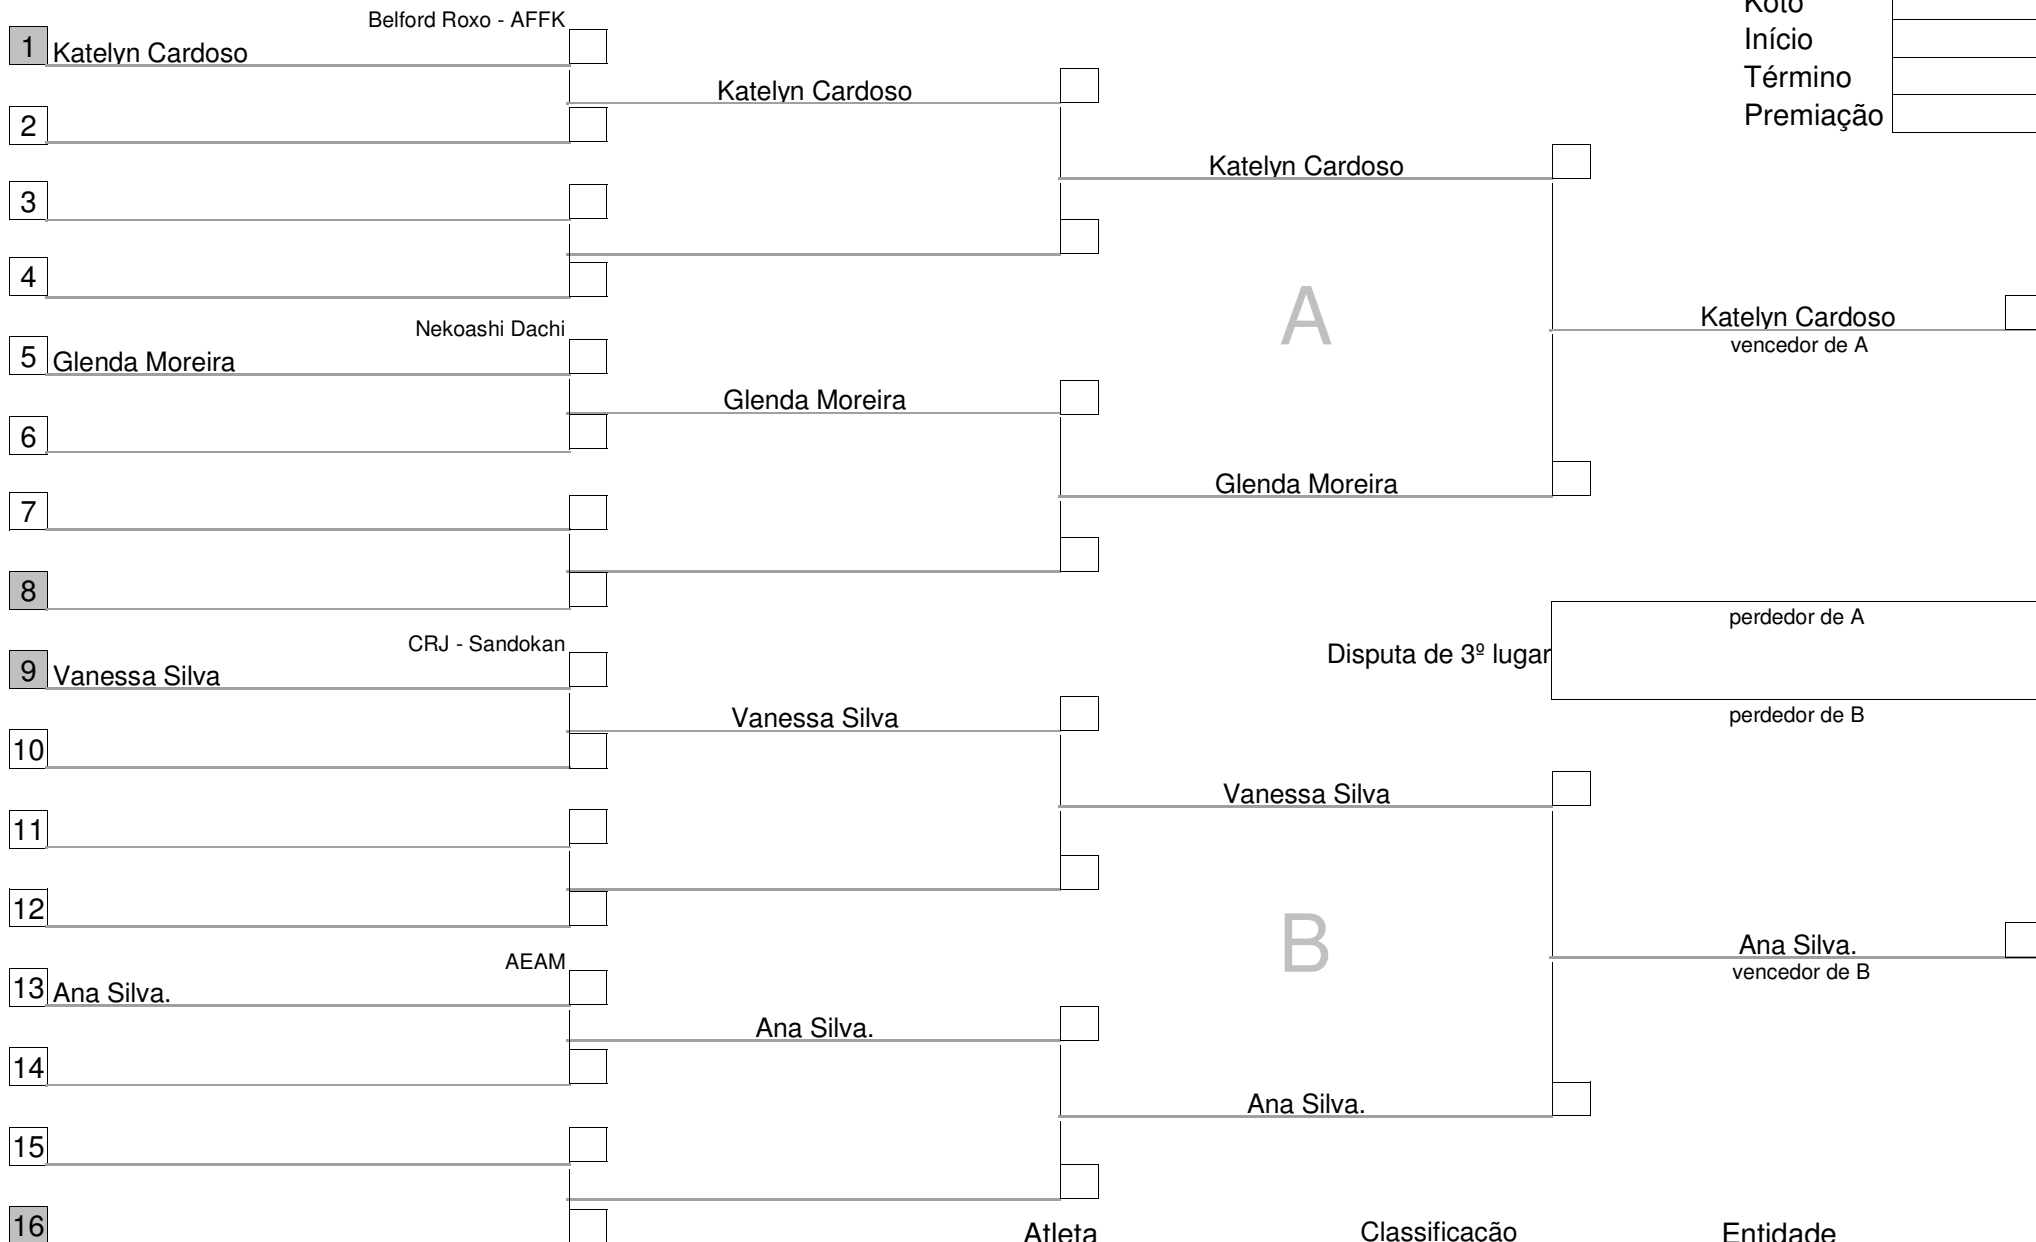 Koto
Belford Roxo - AFFK
1 Katelyn Cardoso
Início
Katelyn Cardoso
Término
2
Premiação
Katelyn Cardoso
3
4
A
Katelyn Cardoso
vencedor de A
Nekoashi Dachi
5 Glenda Moreira
Glenda Moreira
6
Glenda Moreira
7
8
perdedor de A
CRJ - Sandokan
Disputa de 3º lugar
9 Vanessa Silva
Vanessa Silva
perdedor de B
10
Vanessa Silva
11
12
B
Ana Silva.
vencedor de B
AEAM
13 Ana Silva.
Ana Silva.
14
Ana Silva.
15
16
Atleta Classificação Entidade